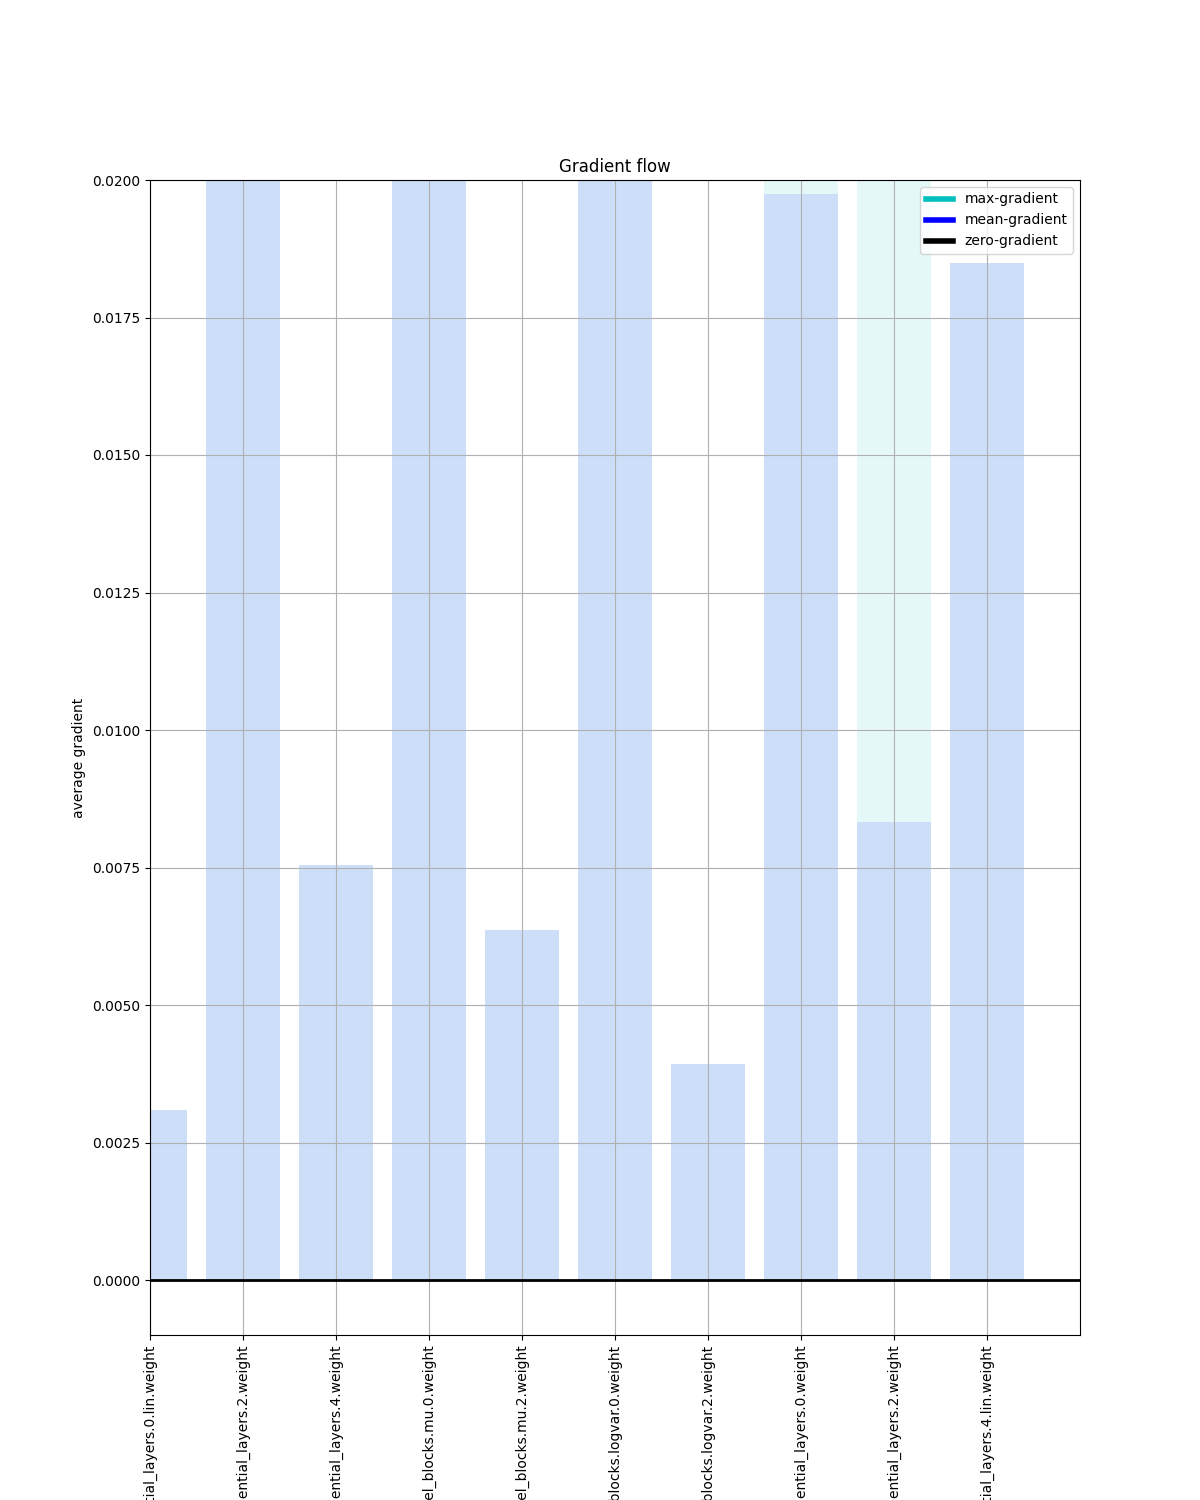 Gradient flow
max-gradient
mean-gradient
zero-gradient
0.0200
0.0175
0.0150
0.0125
0.0100
0.0075
0.0050
0.0025
0.0000
average gradient
tial_layers.0.lin.weight
ential_layers.2.weight
ential_layers.4.weight
el_blocks.mu.0.weight
el_blocks.mu.2.weight
blocks.logvar.0.weight
blocks.logvar.2.weight
ential_layers.0.weight
ential_layers.2.weight
tial_layers.4.lin.weight